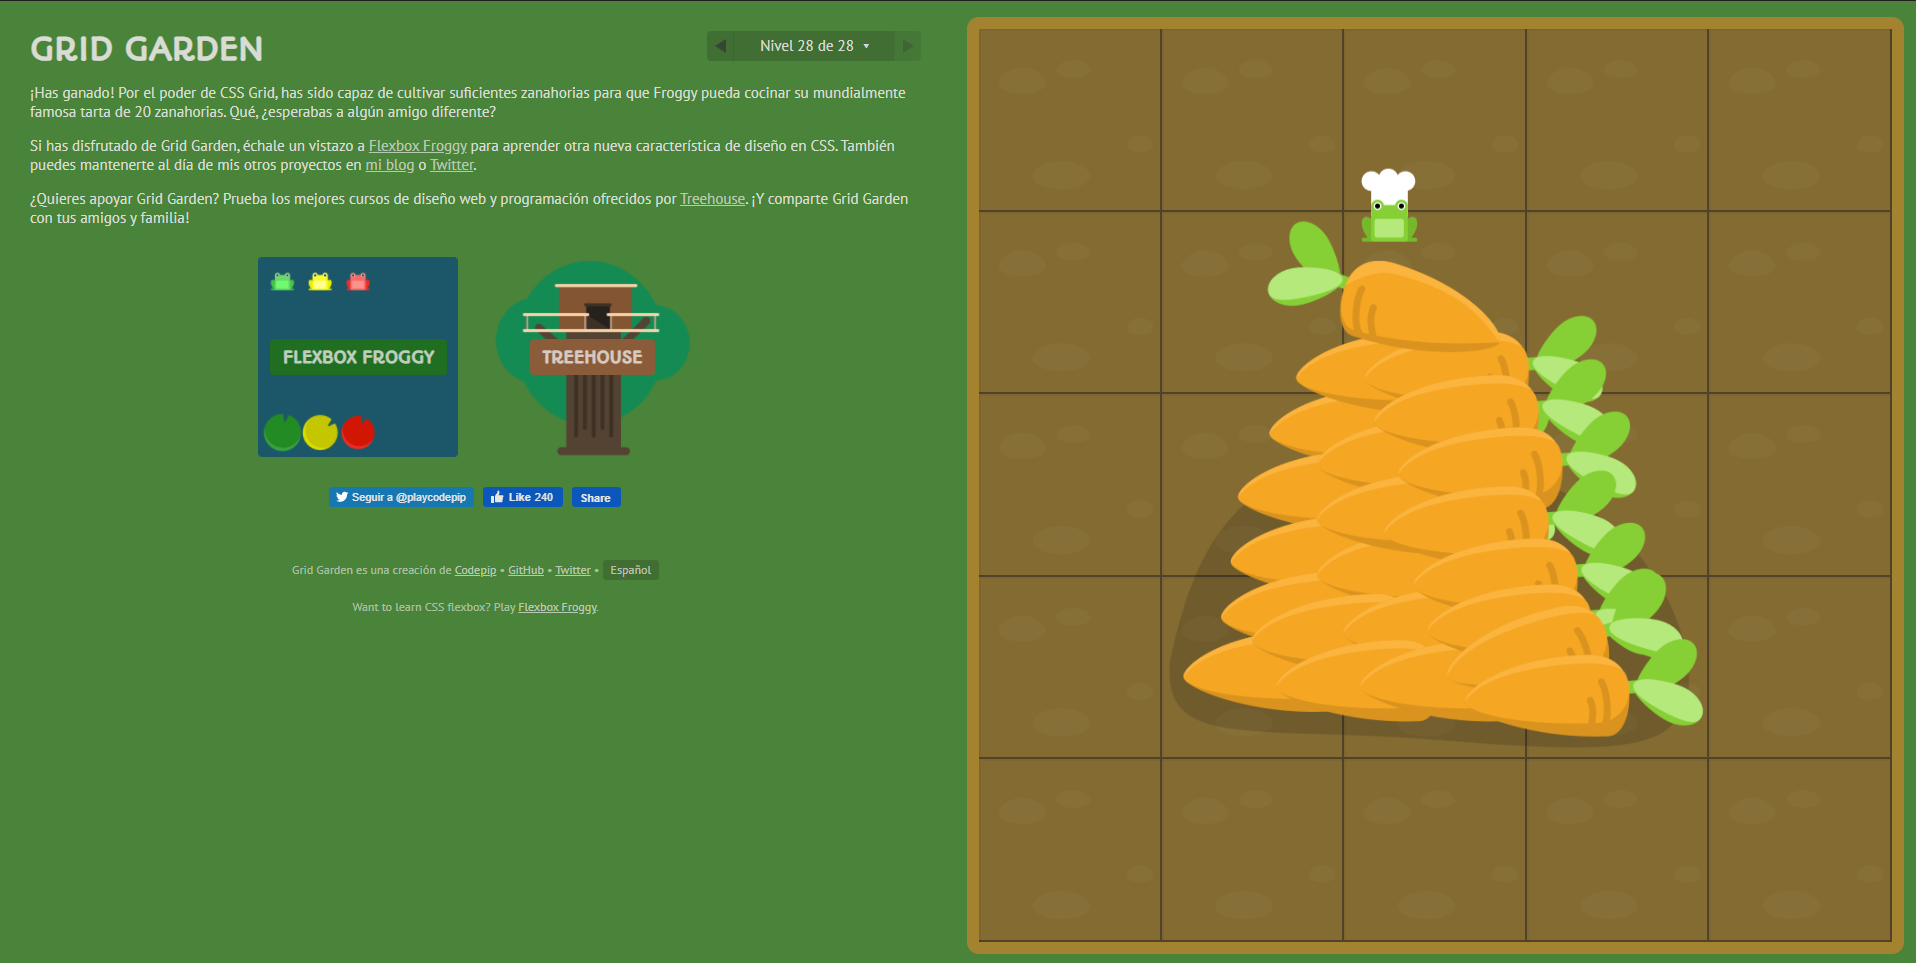 GRID GARDEN
Nivel 28 de 28
¡Has ganado! Por el poder de CSS Grid, has sido capaz de cultivar suficientes zanahorias para que Froggy pueda cocinar su mundialmente
famosa tarta de 20 zanahorias. Qué, ¿esperabas a algún amigo diferente?
Si has disfrutado de Grid Garden, échale un vistazo a Flexbox Froggy para aprender otra nueva característica de diseño en CSS. También
puedes mantenerte al día de mis otros proyectos en mi blog o Twitter.
¿Quieres apoyar Grid Garden? Prueba los mejores cursos de diseño web y programación ofrecidos por Treehouse. ¡Y comparte Grid Garden
con tus amigos y familia!
FLEXBOX FROGGY
TREEHOUSE
Seguir a @playcodepip
Like 240
Share
Grid Garden es una creación de Codepip • GitHub • Twitter • Español
Want to learn CSS flexbox? Play Flexbox Froggy.